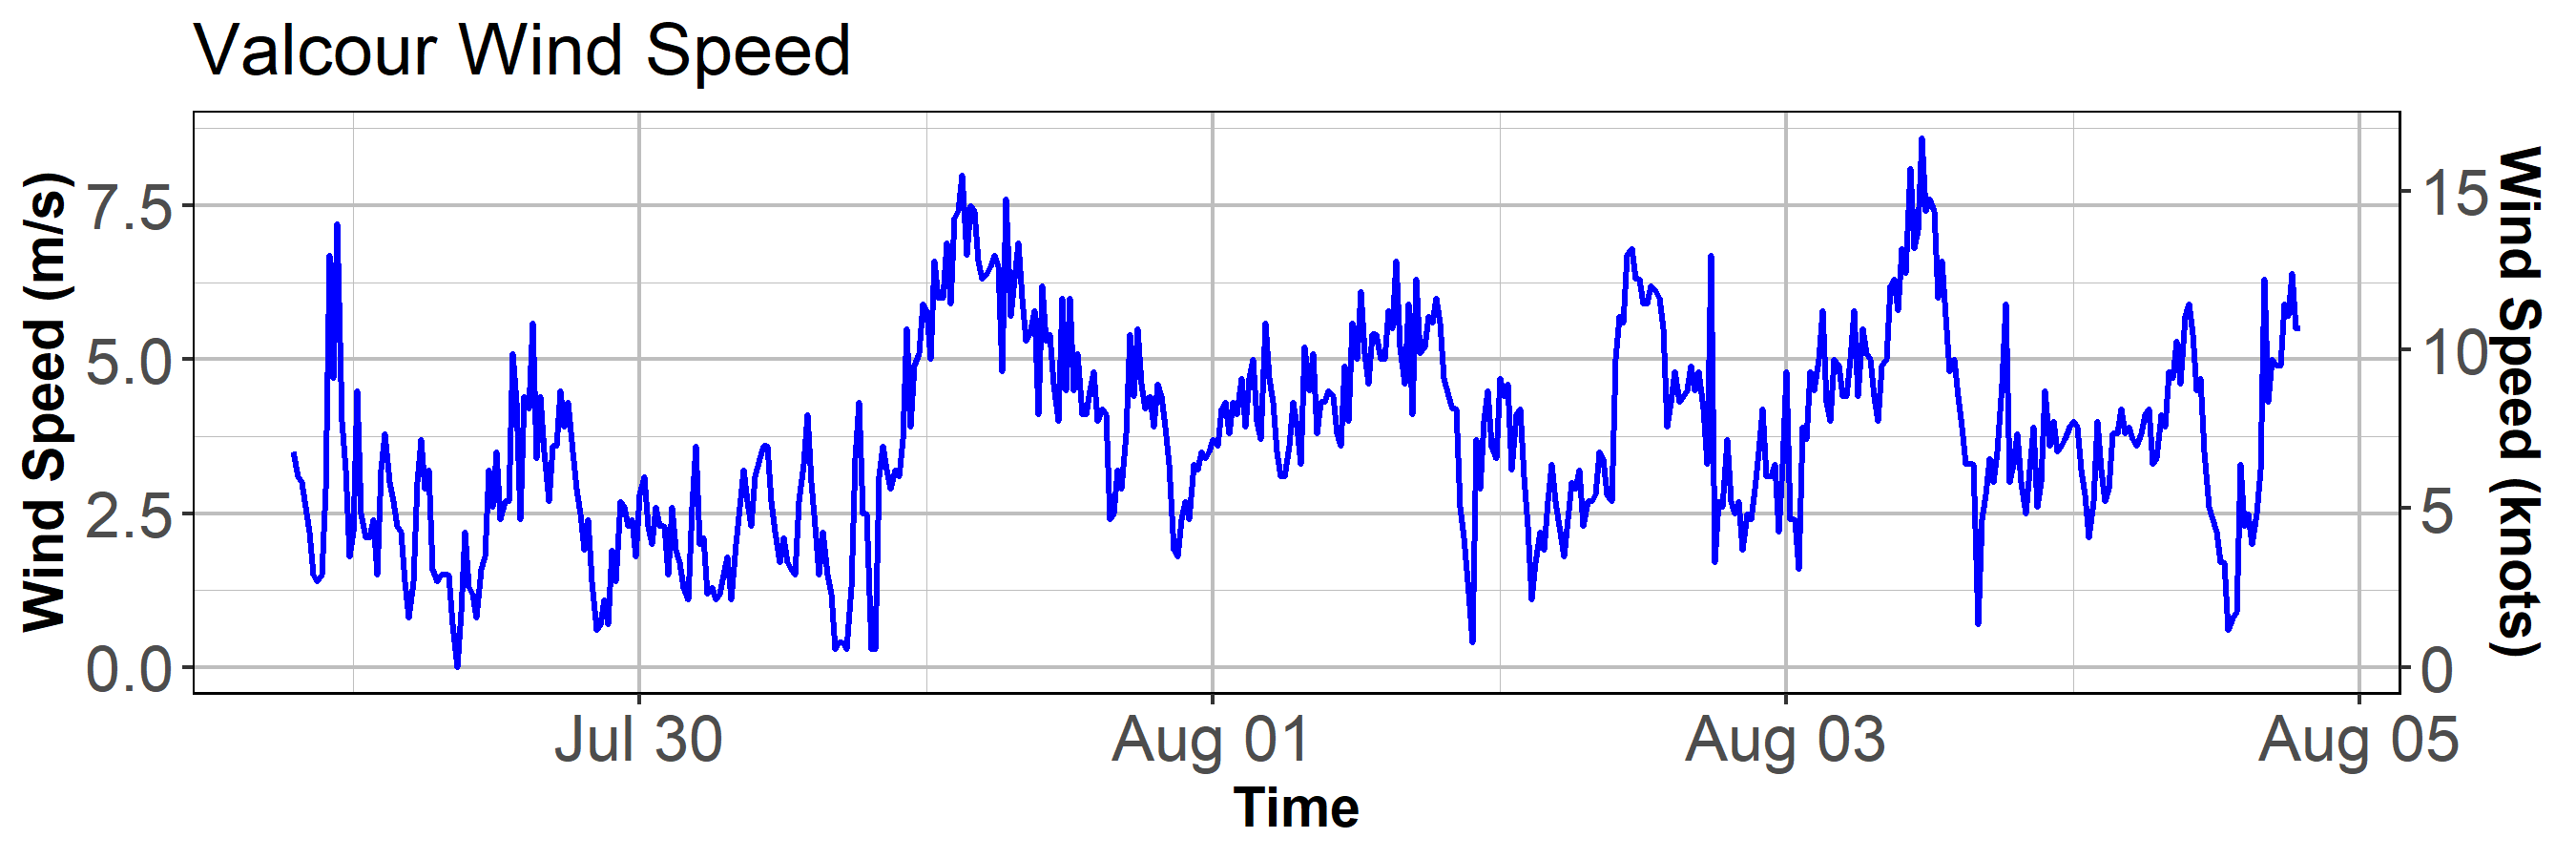 Valcour Wind Speed
Wind Speed (m/s)
7.5
5.0
2.5
0.0
15
10
5
0
Wind Speed (knots)
Jul 30
Aug 01
Aug 03
Aug 05
Time